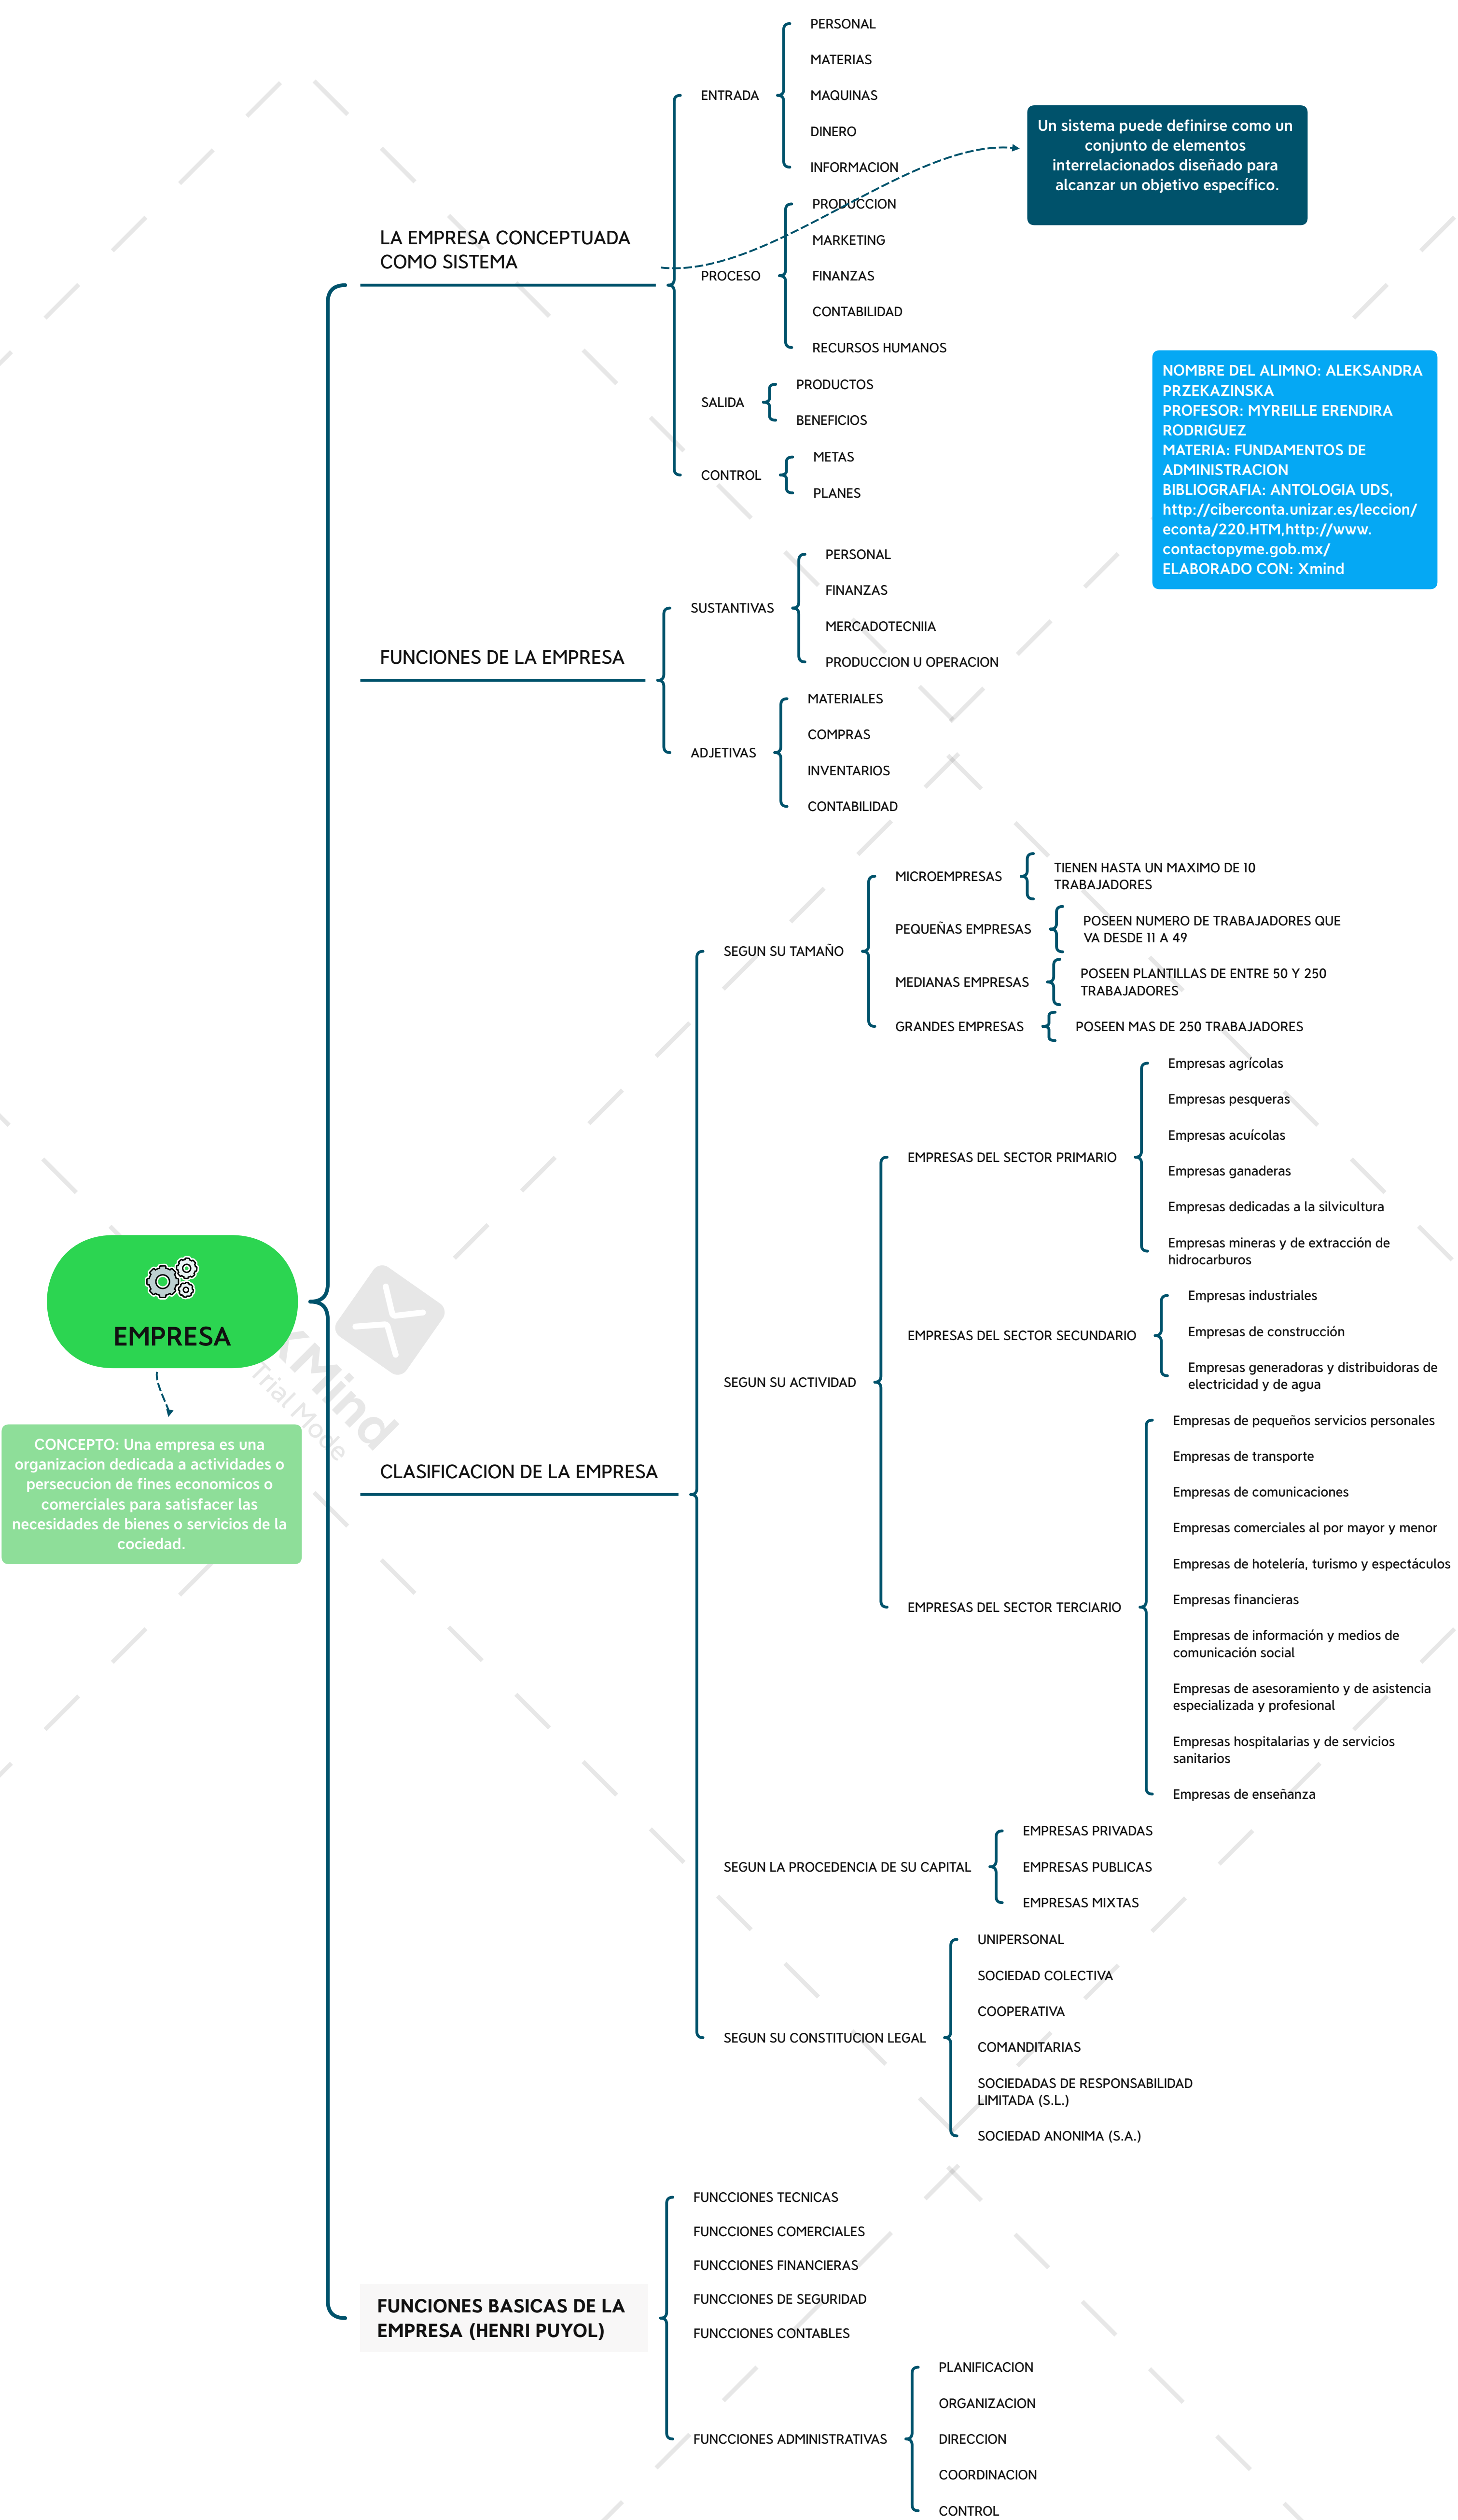 EMPRESA
CONCEPTO: Una empresa es una
organizacion dedicada a actividades o
persecucion de fines economicos o
comerciales para satisfacer las
necesidades de bienes o servicios de la
cociedad.
LA EMPRESA CONCEPTUADA
COMO SISTEMA
Un sistema puede definirse como un
conjunto de elementos
interrelacionados diseñado para
alcanzar un objetivo específico.
ENTRADA
PERSONAL
MATERIAS
MAQUINAS
DINERO
INFORMACION
PROCESO
PRODUCCION
MARKETING
FINANZAS
CONTABILIDAD
RECURSOS HUMANOS
SALIDA
PRODUCTOS
BENEFICIOS
CONTROL
METAS
PLANES
NOMBRE DEL ALIMNO: ALEKSANDRA
PRZEKAZINSKA
PROFESOR: MYREILLE ERENDIRA
RODRIGUEZ
MATERIA: FUNDAMENTOS DE
ADMINISTRACION
BIBLIOGRAFIA: ANTOLOGIA UDS,
http://ciberconta.unizar.es/leccion/
econta/220.HTM,http://www.
contactopyme.gob.mx/
ELABORADO CON: Xmind
FUNCIONES DE LA EMPRESA
SUSTANTIVAS
PERSONAL
FINANZAS
MERCADOTECNIIA
PRODUCCION U OPERACION
ADJETIVAS
MATERIALES
COMPRAS
INVENTARIOS
CONTABILIDAD
CLASIFICACION DE LA EMPRESA
SEGUN SU TAMAÑO
MICROEMPRESAS
TIENEN HASTA UN MAXIMO DE 10
TRABAJADORES
PEQUEÑAS EMPRESAS
POSEEN NUMERO DE TRABAJADORES QUE
VA DESDE 11 A 49
MEDIANAS EMPRESAS
POSEEN PLANTILLAS DE ENTRE 50 Y 250
TRABAJADORES
GRANDES EMPRESAS
POSEEN MAS DE 250 TRABAJADORES
SEGUN SU ACTIVIDAD
EMPRESAS DEL SECTOR PRIMARIO
Empresas agrícolas
Empresas pesqueras
Empresas acuícolas
Empresas ganaderas
Empresas dedicadas a la silvicultura
Empresas mineras y de extracción de
hidrocarburos
EMPRESAS DEL SECTOR SECUNDARIO
Empresas industriales
Empresas de construcción
Empresas generadoras y distribuidoras de
electricidad y de agua
EMPRESAS DEL SECTOR TERCIARIO
Empresas de pequeños servicios personales
Empresas de transporte
Empresas de comunicaciones
Empresas comerciales al por mayor y menor
Empresas de hotelería, turismo y espectáculos
Empresas financieras
Empresas de información y medios de
comunicación social
Empresas de asesoramiento y de asistencia
especializada y profesional
Empresas hospitalarias y de servicios
sanitarios
Empresas de enseñanza
SEGUN LA PROCEDENCIA DE SU CAPITAL
EMPRESAS PRIVADAS
EMPRESAS PUBLICAS
EMPRESAS MIXTAS
SEGUN SU CONSTITUCION LEGAL
UNIPERSONAL
SOCIEDAD COLECTIVA
COOPERATIVA
COMANDITARIAS
SOCIEDADAS DE RESPONSABILIDAD
LIMITADA (S.L.)
SOCIEDAD ANONIMA (S.A.)
FUNCIONES BASICAS DE LA
EMPRESA (HENRI PUYOL)
FUNCCIONES TECNICAS
FUNCCIONES COMERCIALES
FUNCCIONES FINANCIERAS
FUNCCIONES DE SEGURIDAD
FUNCCIONES CONTABLES
FUNCCIONES ADMINISTRATIVAS
PLANIFICACION
ORGANIZACION
DIRECCION
COORDINACION
CONTROL
XMind
Trial Mode